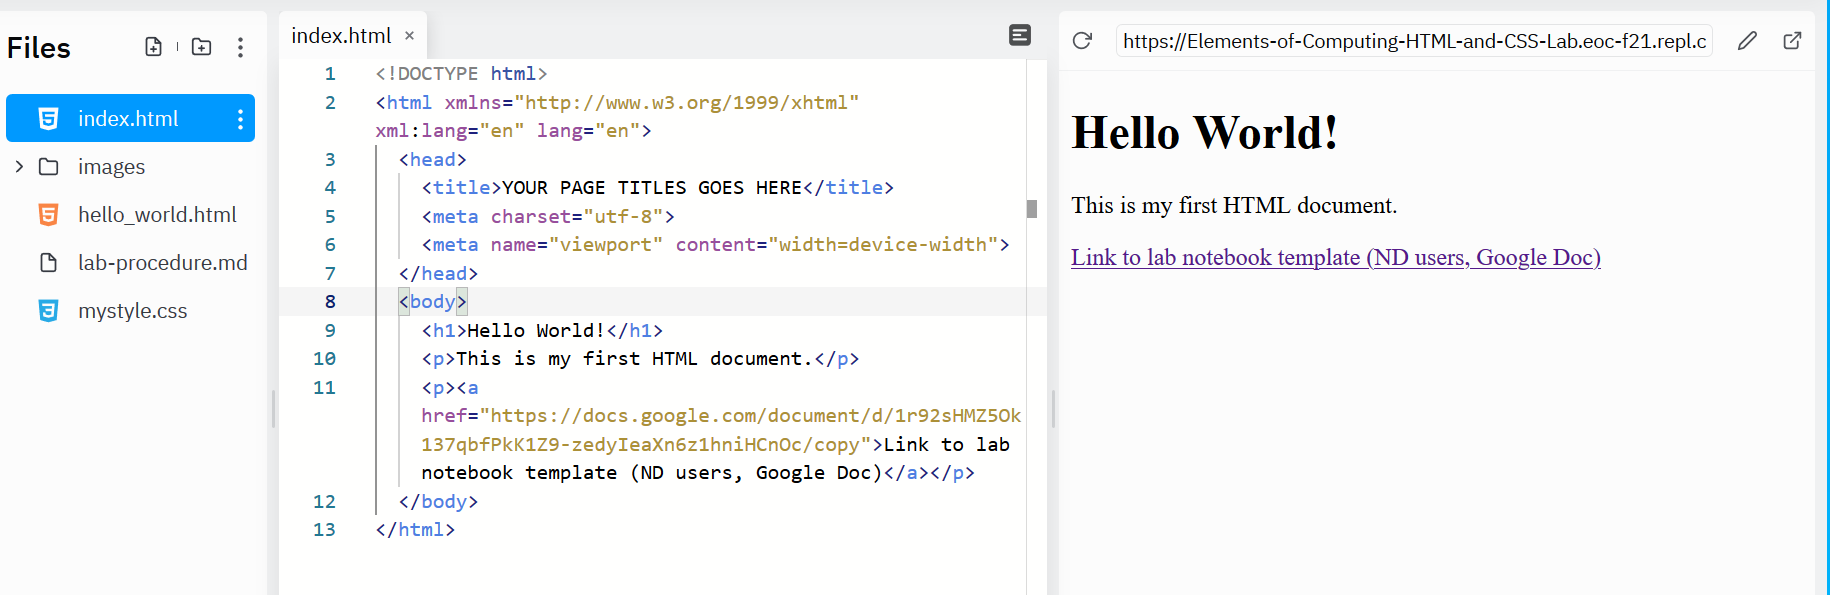 Files
index.html
images
hello_world.html
lab-procedure.md
mystyle.css
index.html ×
1 <!DOCTYPE html>
2 <html xmlns="http://www.w3.org/1999/xhtml"
xml:lang="en" lang="en">
3 <head>
4 <title>YOUR PAGE TITLES GOES HERE</title>
5 <meta charset="utf-8">
6 <meta name="viewport" content="width=device-width">
7 </head>
8 <body>
9 <h1>Hello World!</h1>
10 <p>This is my first HTML document.</p>
11 <p><a
href="https://docs.google.com/document/d/1r92sHMZ5Ok
137qbfPkK1Z9-zedyIeaXn6z1hniHCnOc/copy">Link to lab
notebook template (ND users, Google Doc)</a></p>
12 </body>
13 </html>
https://Elements-of-Computing-HTML-and-CSS-Lab.eoc-f21.repl.c
Hello World!
This is my first HTML document.
Link to lab notebook template (ND users, Google Doc)